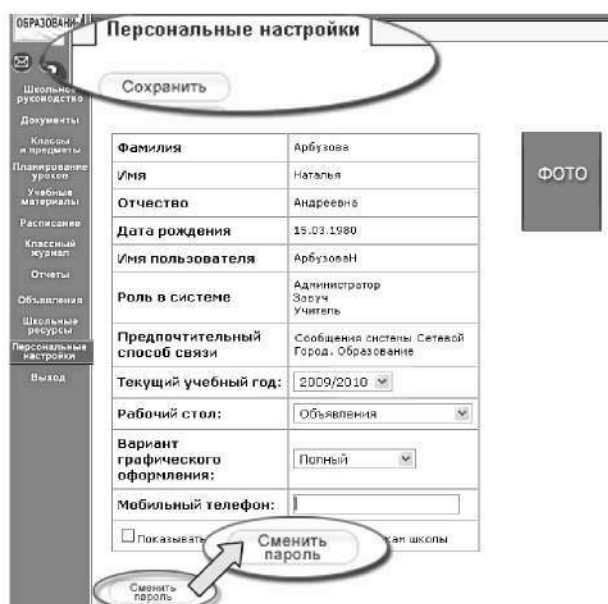 ОБРАЗОВАНИ
Персональные настройки
Сохранить
Школьное
руководство
Документы
Классы
и предметы
Планирование
уроков
Учебные
материалы
Расписание
Классный
журнал
Отчеты
Объявления
Школьные
ресурсы
Персональные
настройки
Выход
Фамилия Арбузова
Имя Наталья
Отчество Андреевна
Дата рождения 15.03.1980
Имя пользователя АрбузоваН
Роль в системе Администратор
Завуч
Учитель
Предпочтительный
способ связи Сообщения системы Сетевой
Город. Образование
Текущий учебный год: 2009/2010
Рабочий стол: Объявления
Вариант
графического
оформления: Полный
Мобильный телефон:
Показывать кам школы
Сменить
пароль
Сменить
пароль
ФОТО